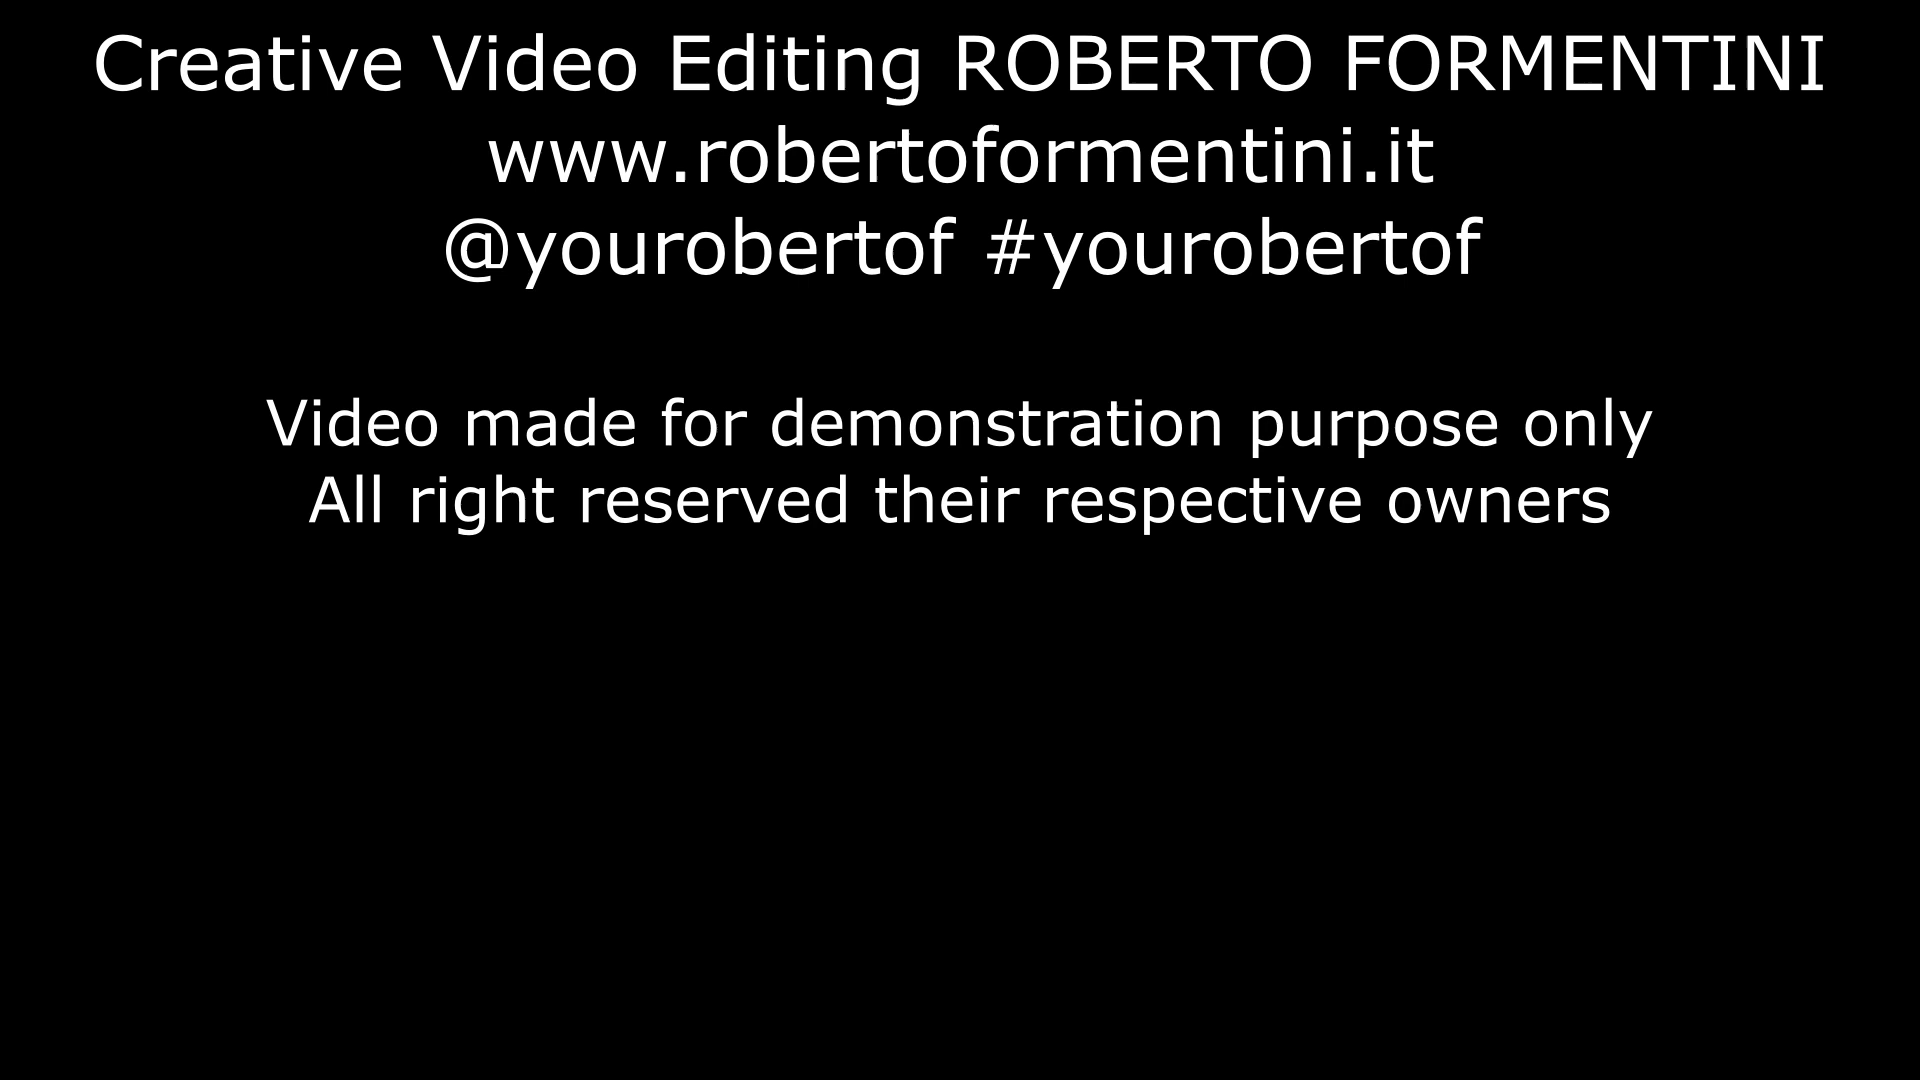 Creative Video Editing ROBERTO FORMENTINI
www.robertoformentini.it
@yourobertof #yourobertof
Video made for demonstration purpose only
All right reserved their respective owners